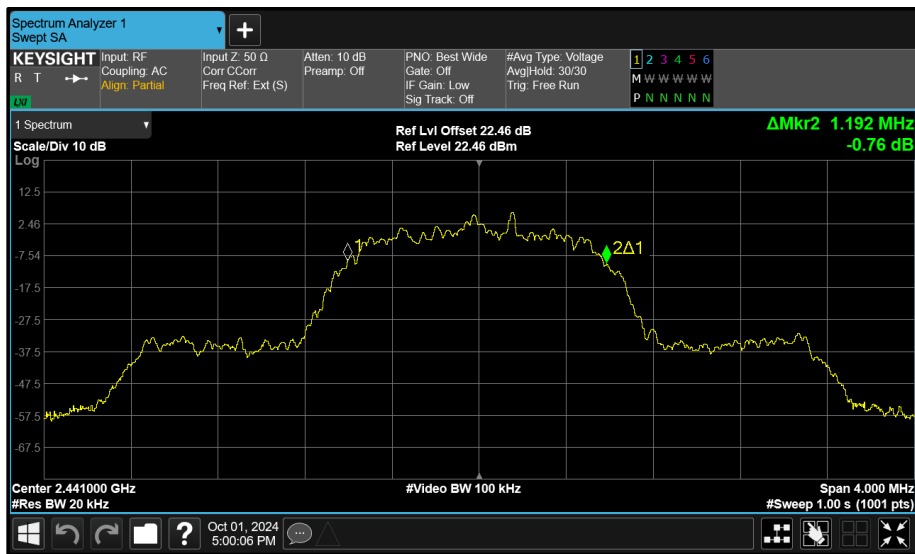 Spectrum Analyzer 1
Swept SA
+
KEYSIGHT Input: RF Input Z: 50 Ω Atten: 10 dB PNO: Best Wide #Avg Type: Voltage 1 2 3 4 5 6
R T Coupling: AC Corr CCorr Preamp: Off Gate: Off Avg|Hold: 30/30 M W W W W W
Align: Partial Freq Ref: Ext (S) IF Gain: Low Trig: Free Run
LXI Sig Track: Off P N N N N N
1 Spectrum Ref Lvl Offset 22.46 dB ΔMkr2 1.192 MHz
Scale/Div 10 dB Ref Level 22.46 dBm -0.76 dB
Log
12.5
2.46
1 2Δ1
-7.54
-17.5
-27.5
-37.5
-47.5
-57.5
-67.5
Center 2.441000 GHz #Video BW 100 kHz Span 4.000 MHz
#Res BW 20 kHz #Sweep 1.00 s (1001 pts)
? Oct 01, 2024
5:00:06 PM